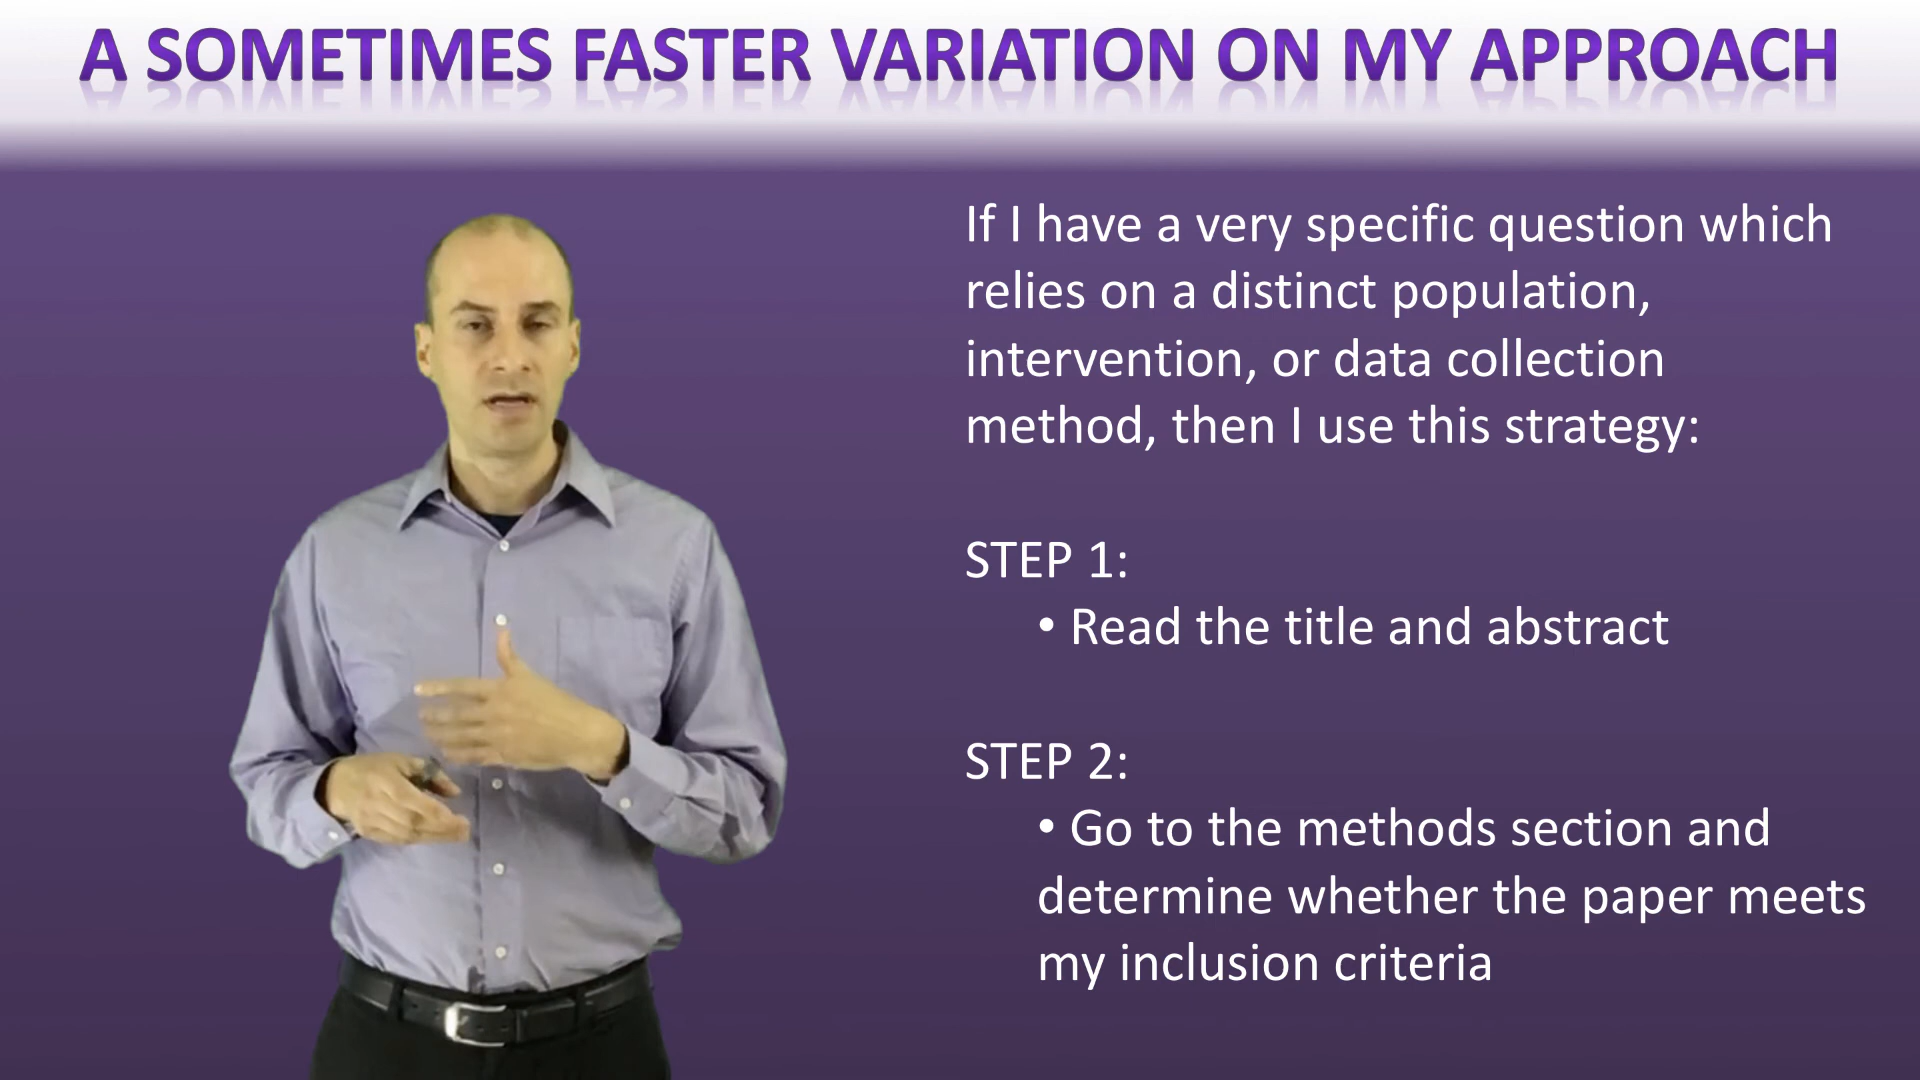 A SOMETIMES FASTER VARIATION ON MY APPROACH
If I have a very specific question which
relies on a distinct population,
intervention, or data collection
method, then I use this strategy:
STEP 1:
• Read the title and abstract
STEP 2:
• Go to the methods section and
determine whether the paper meets
my inclusion criteria